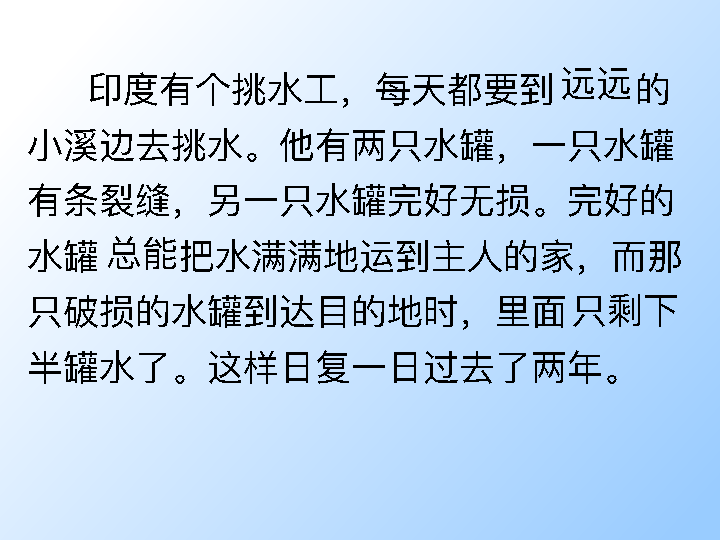 印度有个挑水工，每天都要到远远的
小溪边去挑水。他有两只水罐，一只水罐
有条裂缝，另一只水罐完好无损。完好的
水罐总能把水满满地运到主人的家，而那
只破损的水罐到达目的地时，里面只剩下
半罐水了。这样日复一日过去了两年。